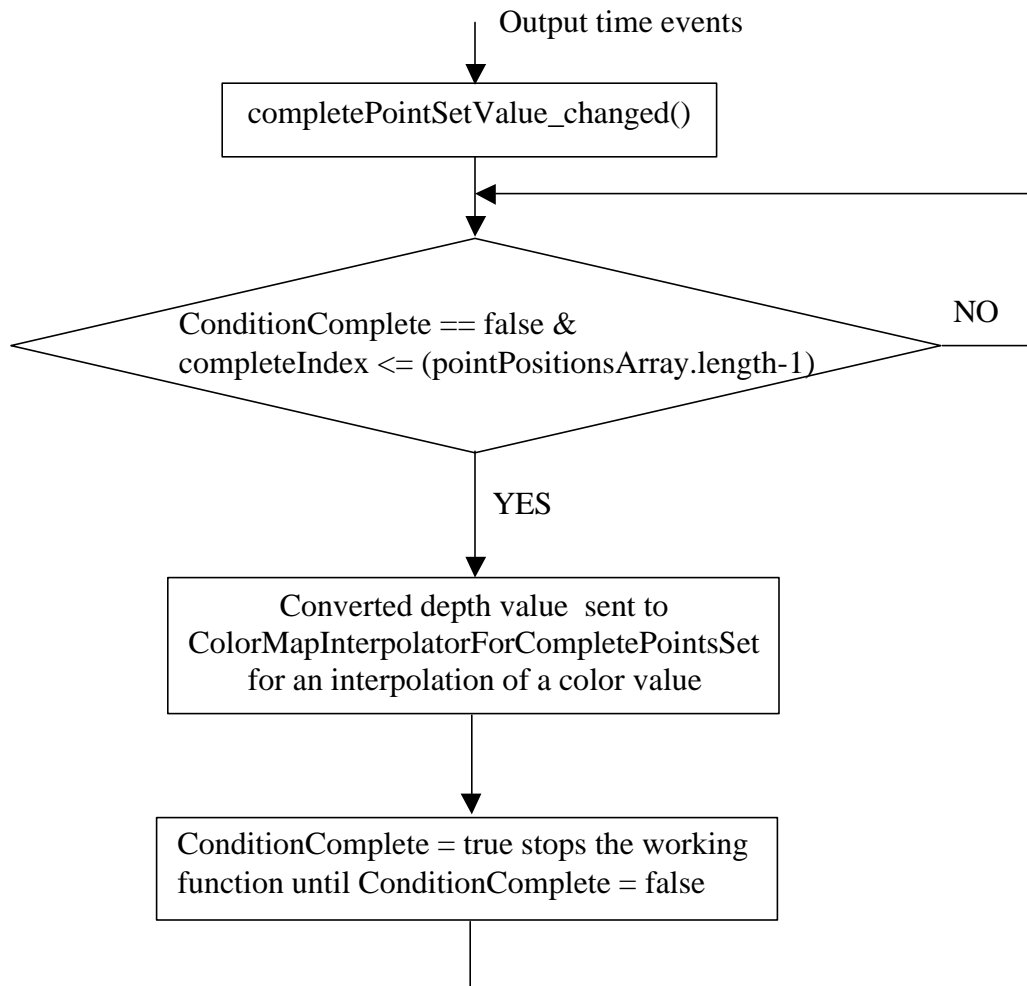 Output time events
completePointSetValue_changed()
ConditionComplete == false &
completeIndex <= (pointPositionsArray.length-1)
NO
YES
Converted depth value  sent to
ColorMapInterpolatorForCompletePointsSet
for an interpolation of a color value
ConditionComplete = true stops the working
function until ConditionComplete = false